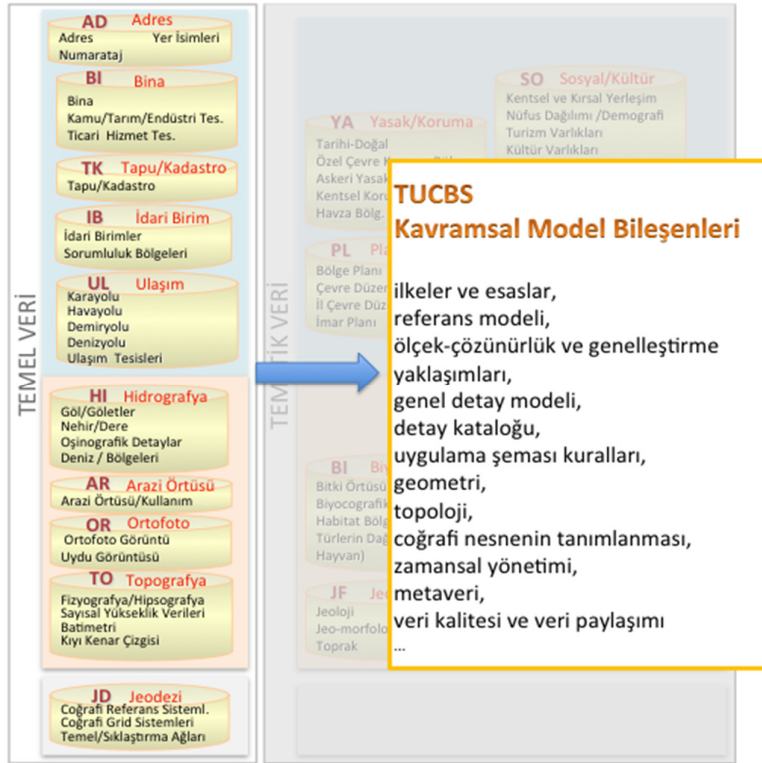 TEMEL VERİ
AD Adres
Adres Yer İsimleri
Numarataj
BI Bina
Bina
Kamu/Tarım/Endüstri Tes.
Ticari Hizmet Tes.
TK Tapu/Kadastro
Tapu/Kadastro
IB İdari Birim
İdari Birimler
Sorumluluk Bölgeleri
UL Ulaşım
Karayolu
Havayolu
Demiryolu
Denizyolu
Ulaşım Tesisleri
HI Hidrografya
Göl/Göletler
Nehir/Dere
Oşinografik Detaylar
Deniz / Bölgeleri
AR Arazi Örtüsü
Arazi Örtüsü/Kullanım
OR Ortofoto
Ortofoto Görüntü
Uydu Görüntüsü
TO Topografya
Fizyografya/Hipsografya
Sayısal Yükseklik Verileri
Batimetri
Kıyı Kenar Çizgisi
JD Jeodezi
Coğrafi Referans Sisteml.
Coğrafi Grid Sistemleri
Temel/Sıklaştırma Ağları
YA Yasak/Koruma
Tarihi-Doğal
Özel Çevre
Askeri Yasak
Kentsel
Havza Bölg.
SO Sosyal/Kültür
Kentsel ve Kırsal Yerleşim
Nüfus Dağılımı /Demografi
Turizm Varlıkları
Kültür Varlıkları
PL
Bölge Planı
Çevre
İl Çevre
İmar Planı
BI
Bitki Örtüsü
Habitat
Türlerin
Hayvan)
JF
Jeoloji
Toprak
TUCBS
Kavramsal Model Bileşenleri
ilkeler ve esaslar,
referans modeli,
ölçek-çözünürlük ve genelleştirme
yaklaşımları,
genel detay modeli,
detay kataloğu,
uygulama şeması kuralları,
geometri,
topoloji,
coğrafi nesnenin tanımlanması,
zamansal yönetimi,
metaveri,
veri kalitesi ve veri paylaşımı
...